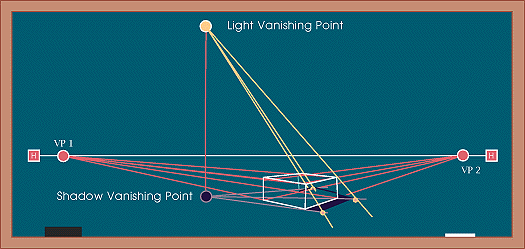 Light Vanishing Point
VP 1
H
H
VP 2
Shadow Vanishing Point